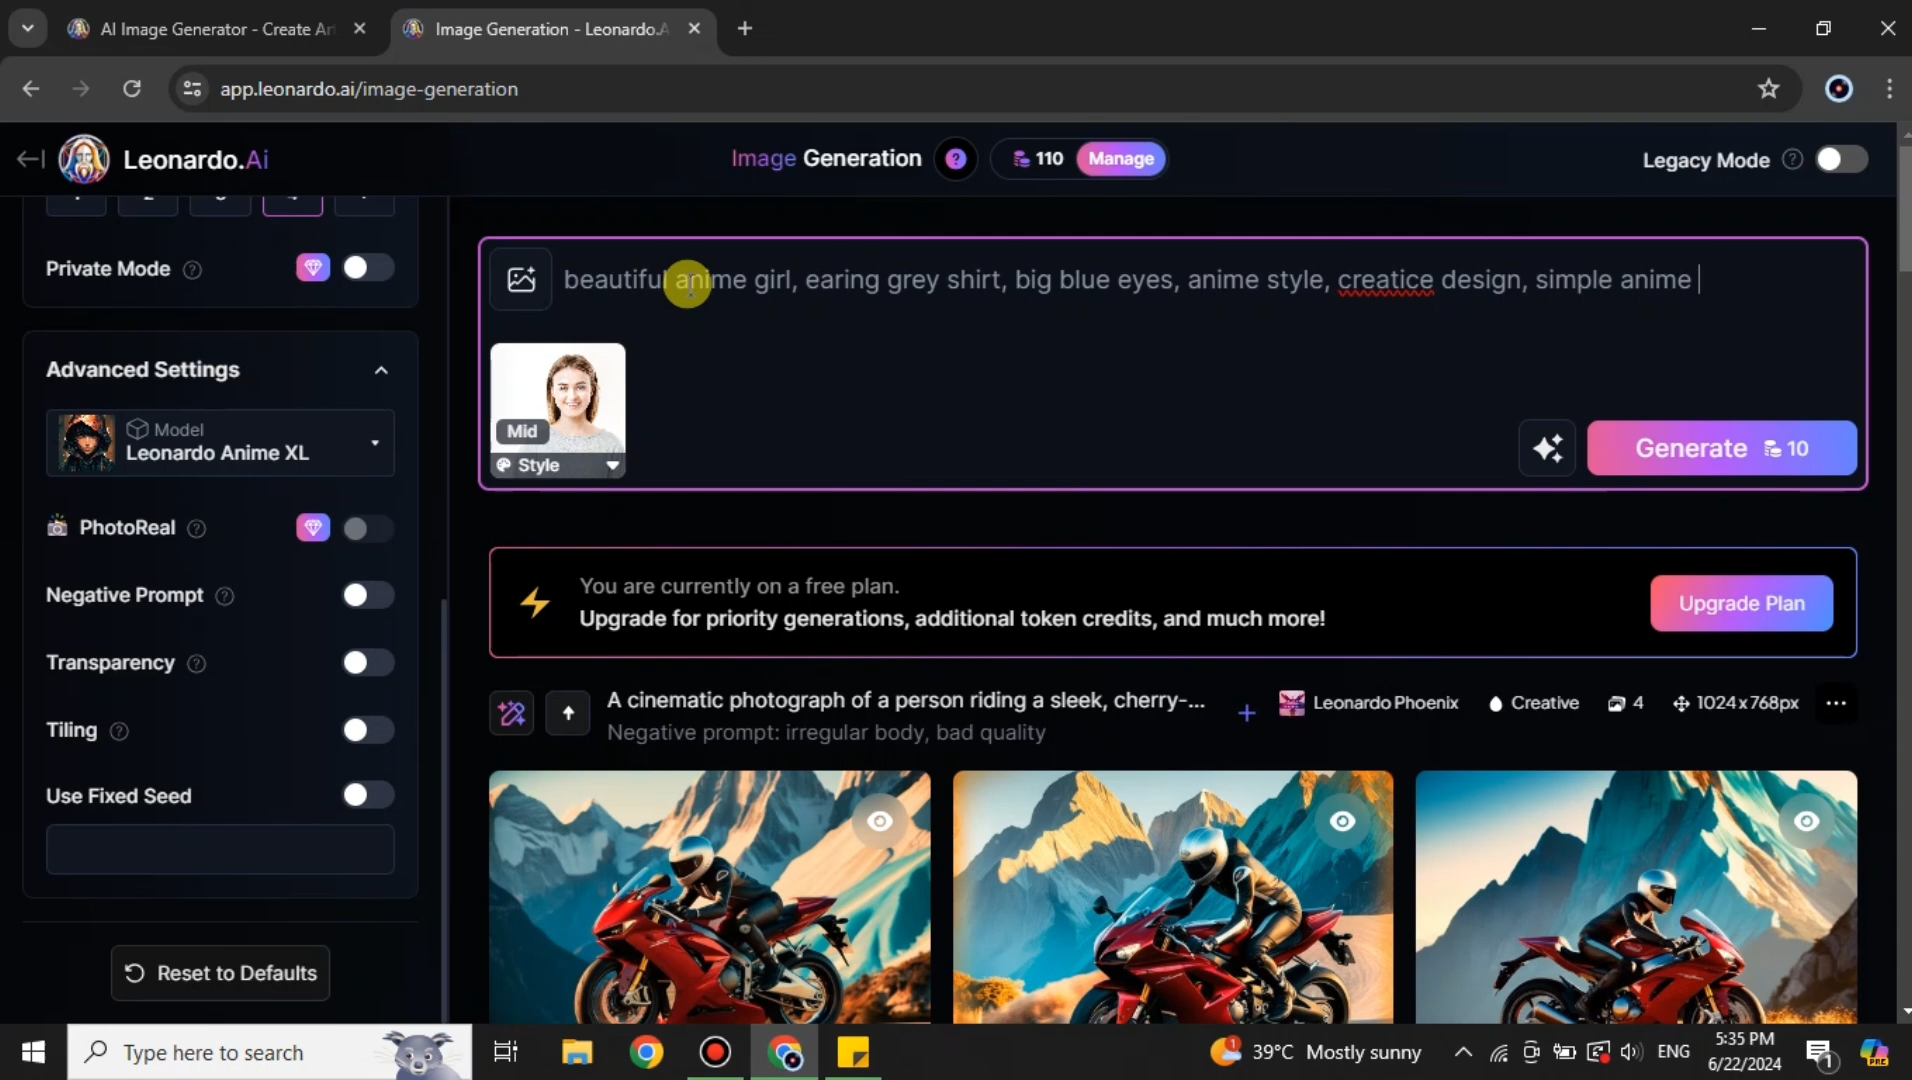 AI Image Generator - Create Ar
Image Generation - Leonardo.A
app.leonardo.ai/image-generation
Leonardo.Ai
Image Generation
110
Manage
Legacy Mode
Private Mode
beautiful anime girl, earing grey shirt, big blue eyes, anime style, creatice design, simple anime
Advanced Settings
Model
Leonardo Anime XL
Mid
Style
Generate 10
PhotoReal
Negative Prompt
Transparency
Tiling
Use Fixed Seed
Reset to Defaults
You are currently on a free plan.
Upgrade for priority generations, additional token credits, and much more!
Upgrade Plan
A cinematic photograph of a person riding a sleek, cherry-...
Negative prompt: irregular body, bad quality
Leonardo Phoenix
Creative
4
1024x768px
Type here to search
1
39°C Mostly sunny
ENG
5:35 PM
6/22/2024
1
PRE